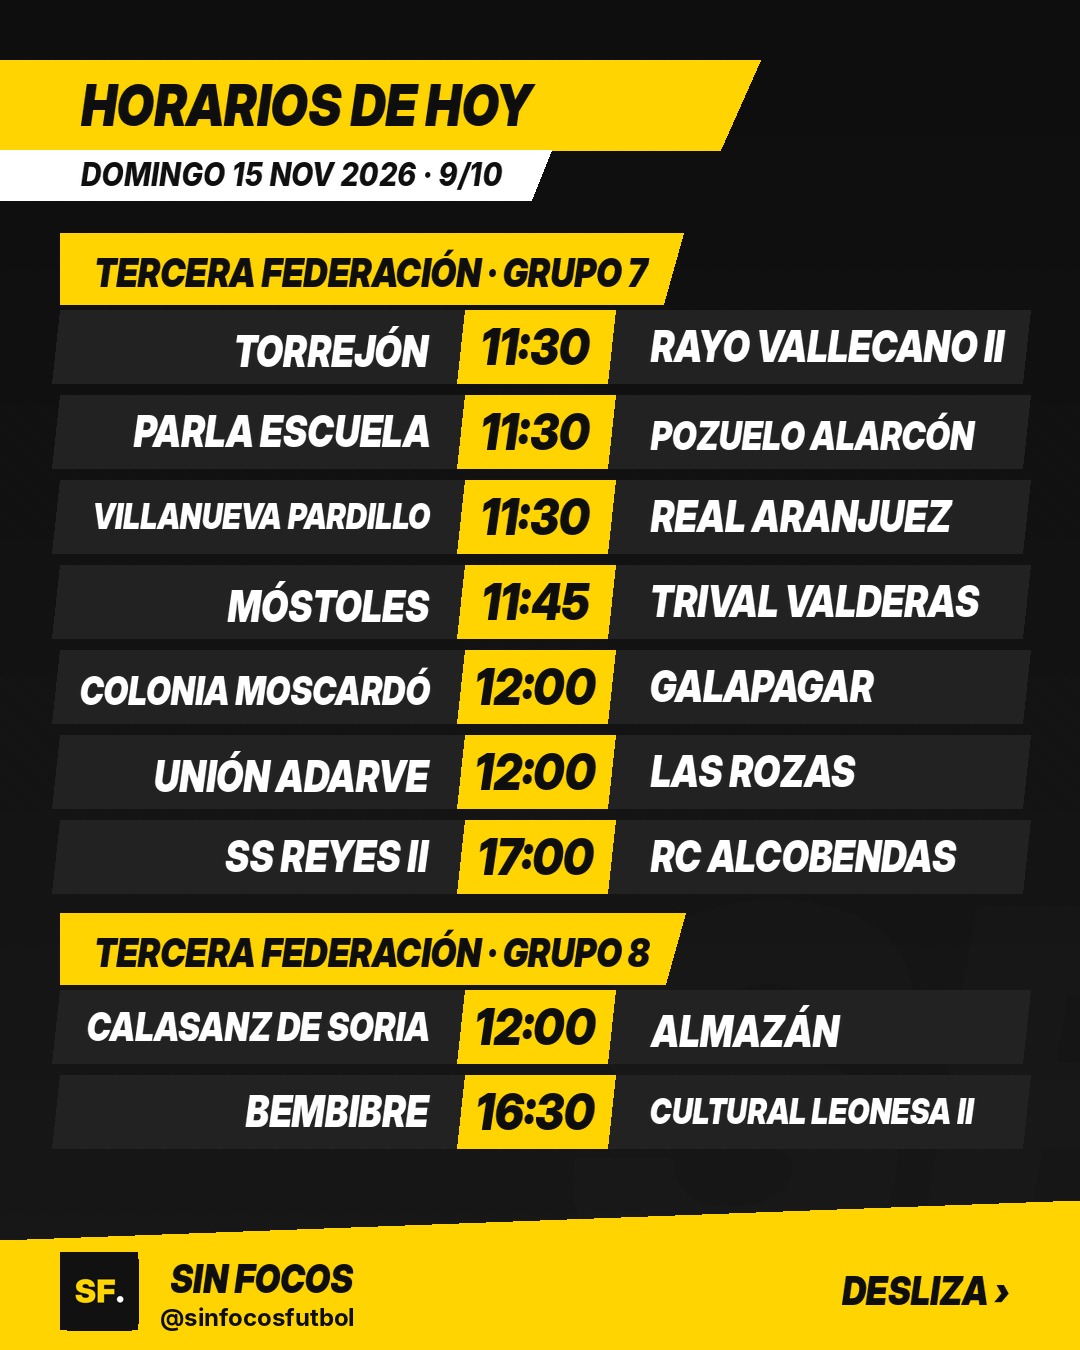 HORARIOS DE HOY
DOMINGO 15 NOV 2026 · 9/10
TERCERA FEDERACIÓN · GRUPO 7
TORREJÓN 11:30 RAYO VALLECANO II
PARLA ESCUELA 11:30 POZUELO ALARCÓN
VILLANUEVA PARDILLO 11:30 REAL ARANJUEZ
MÓSTOLES 11:45 TRIVAL VALDERAS
COLONIA MOSCARDÓ 12:00 GALAPAGAR
UNIÓN ADARVE 12:00 LAS ROZAS
SS REYES II 17:00 RC ALCOBENDAS
TERCERA FEDERACIÓN · GRUPO 8
CALASANZ DE SORIA 12:00 ALMAZÁN
BEMBIBRE 16:30 CULTURAL LEONESA II
SF.
SIN FOCOS
@sinfocosfutbol
DESLIZA ›